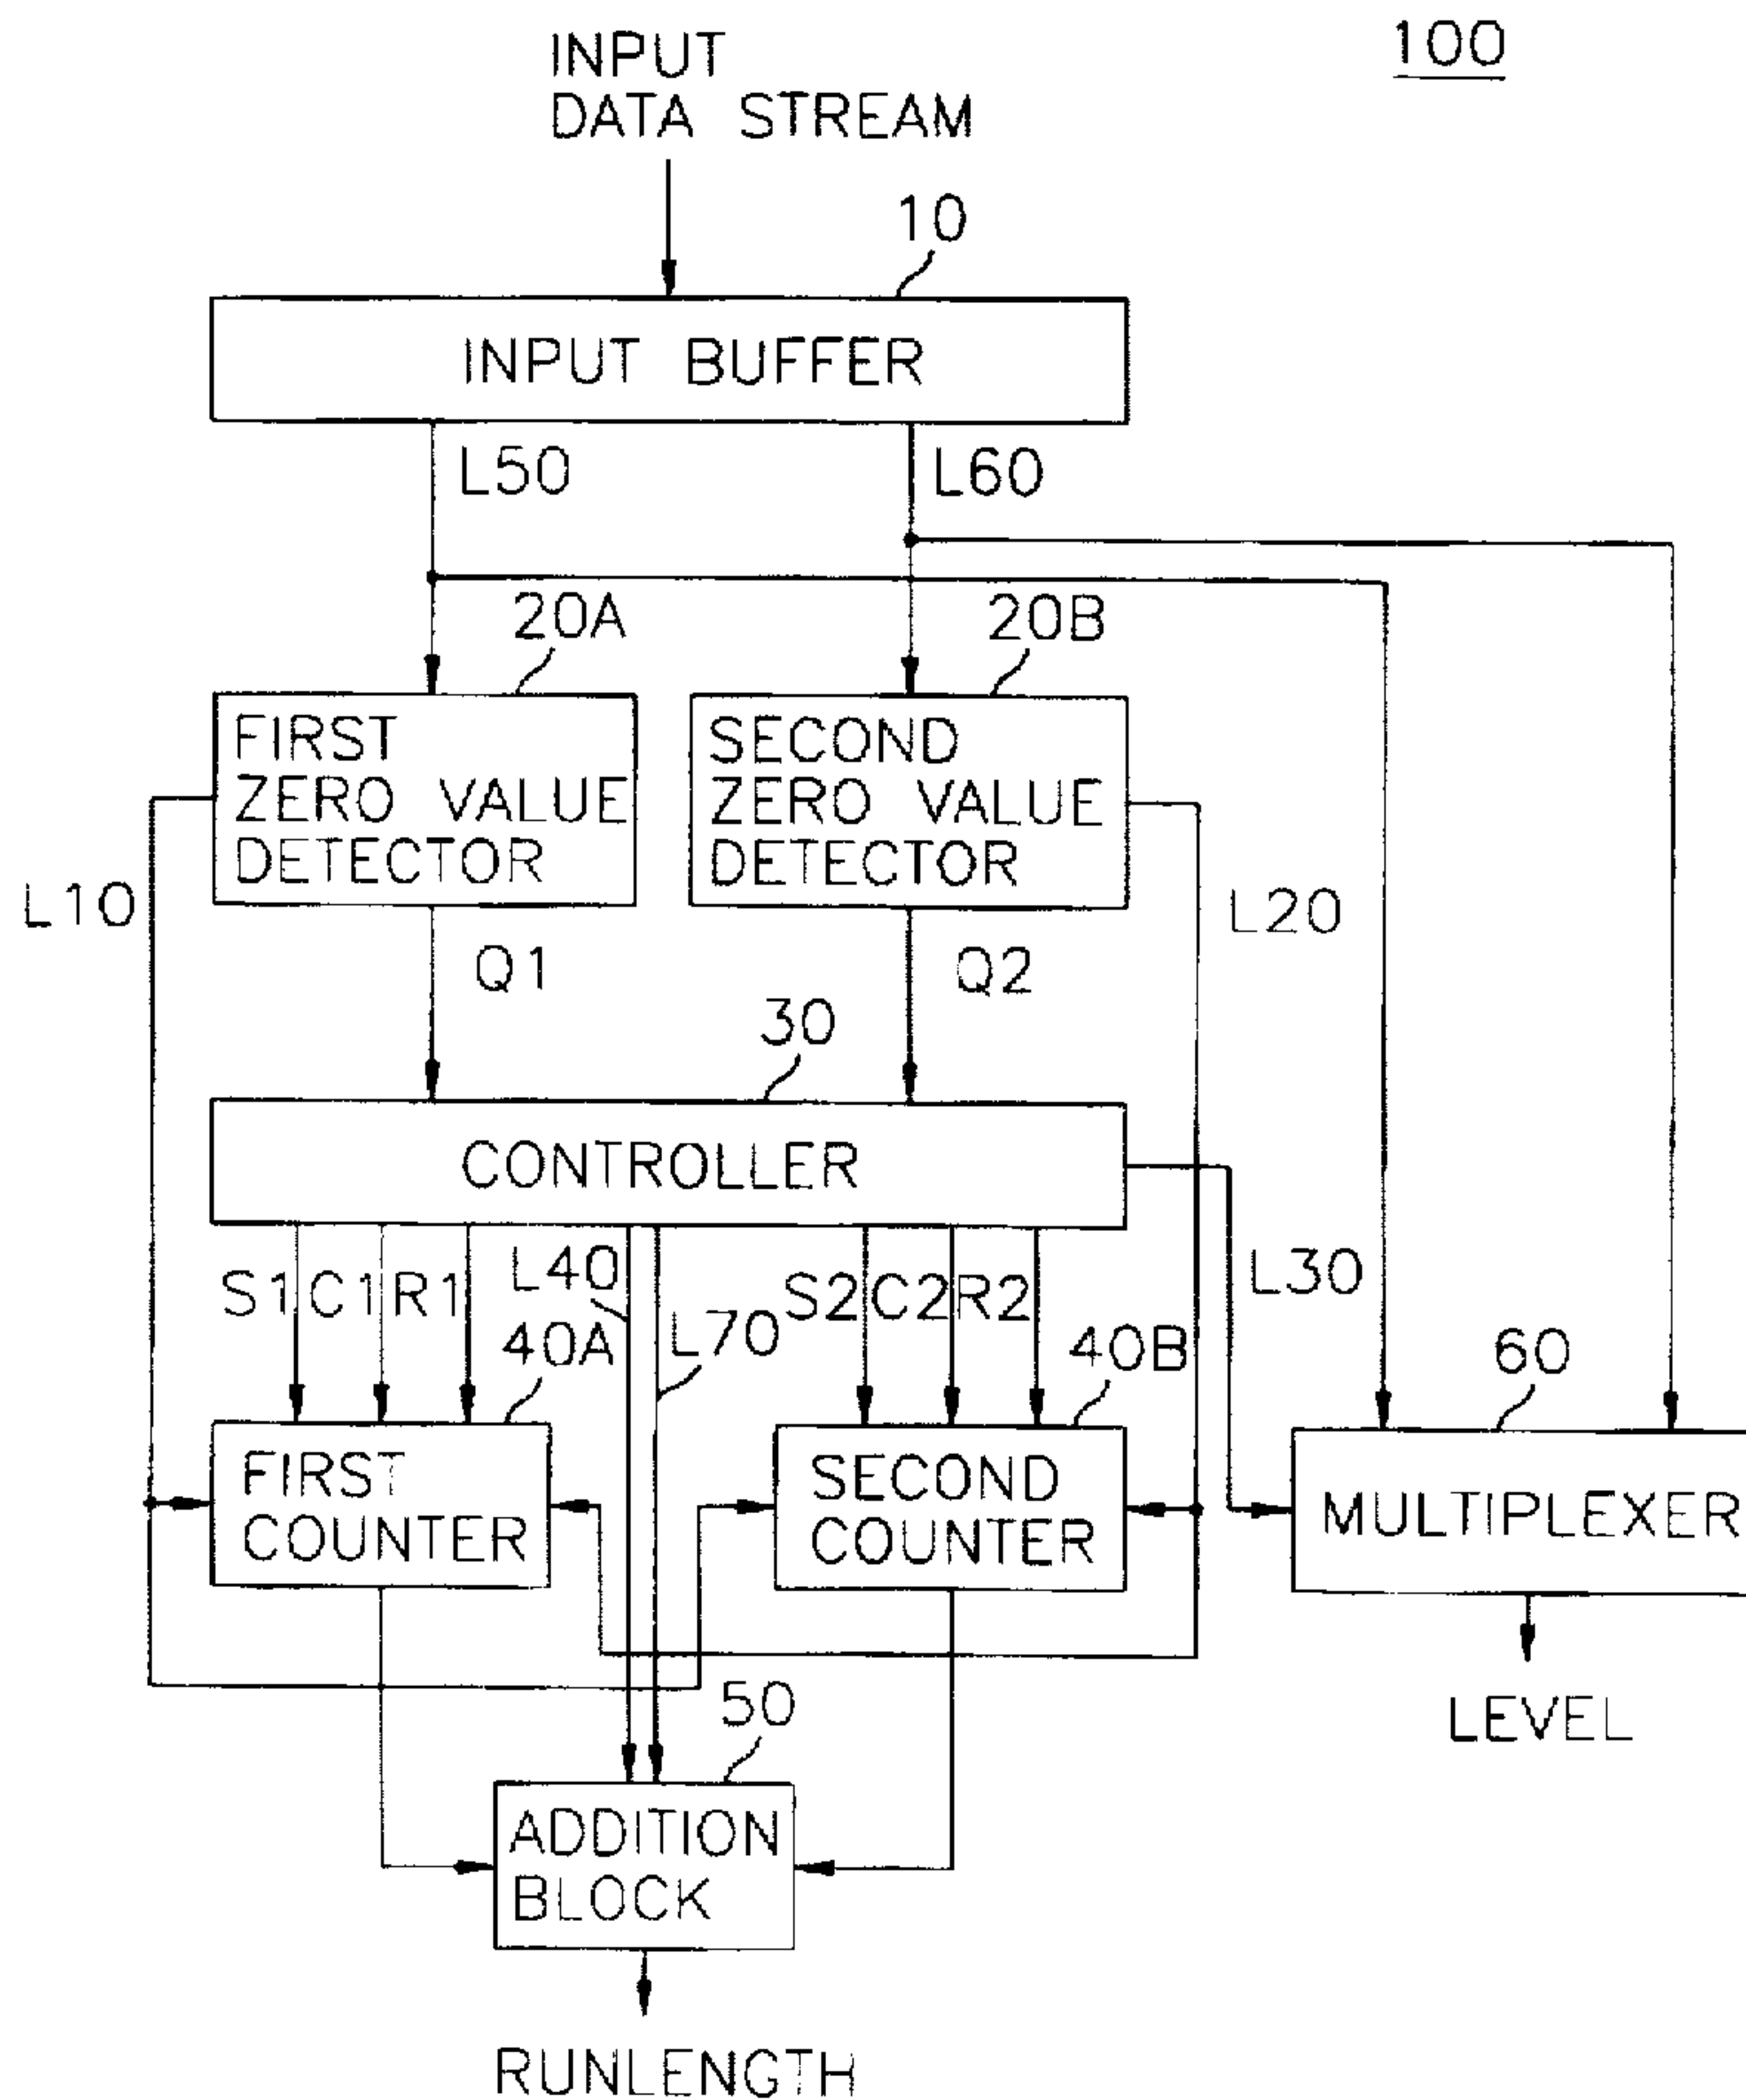 100
INPUT
DATA STREAM
10
INPUT BUFFER
L50
L60
20A
20B
FIRST
ZERO VALUE
DETECTOR
SECOND
ZERO VALUE
DETECTOR
L10
L20
Q1
Q2
30
CONTROLLER
S1
C1
R1
L40
L70
S2
C2
R2
L30
40A
40B
60
FIRST
COUNTER
SECOND
COUNTER
MULTIPLEXER
50
LEVEL
ADDITION
BLOCK
RUNLENGTH